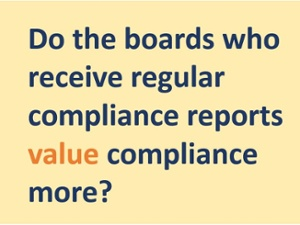 Do the boards who
receive regular
compliance reports
value compliance
more?